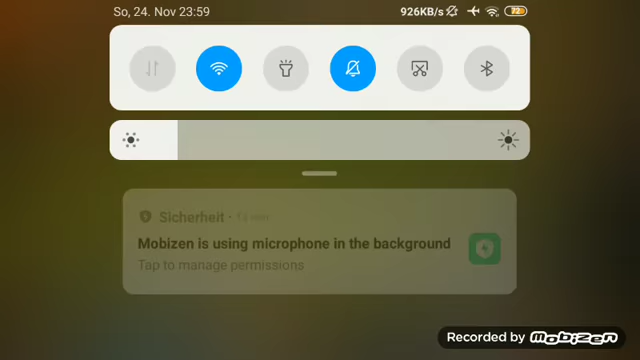 So, 24. Nov 23:59
926KB/s
72
Sicherheit
Mobizen is using microphone in the background
Tap to manage permissions
Recorded by Mobizen